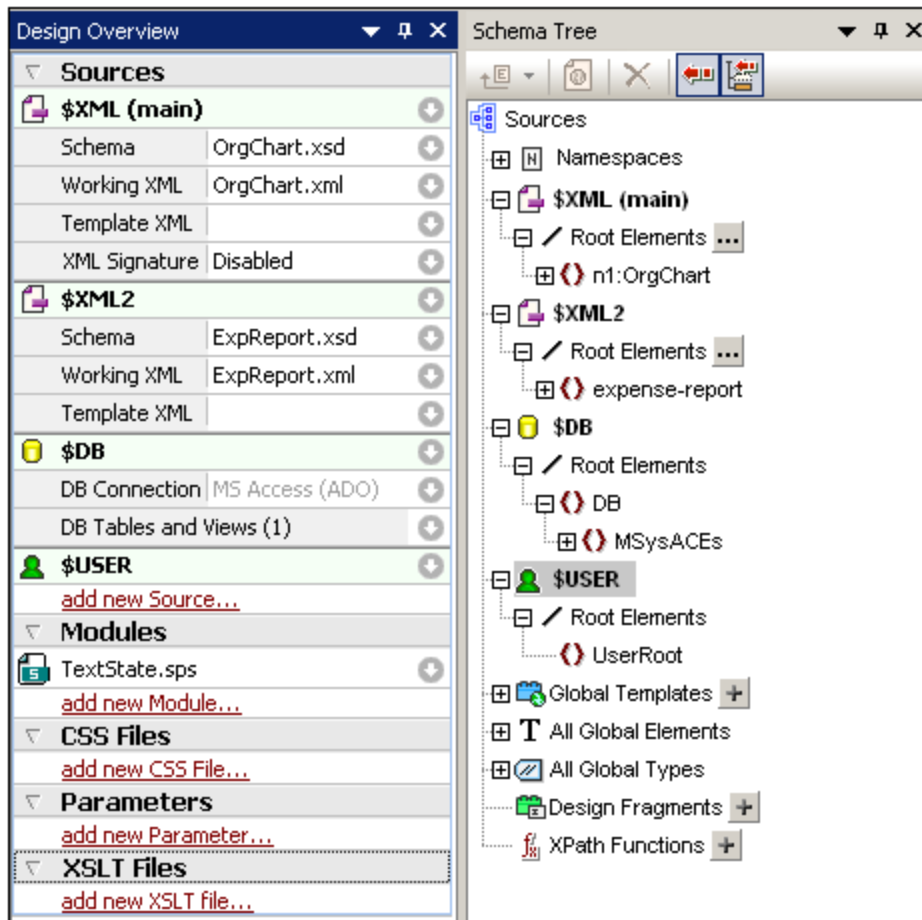 Design Overview
Sources
$XML (main)
Schema OrgChart.xsd
Working XML OrgChart.xml
Template XML
XML Signature Disabled
$XML2
Schema ExpReport.xsd
Working XML ExpReport.xml
Template XML
$DB
DB Connection MS Access (ADO)
DB Tables and Views (1)
$USER
add new Source...
Modules
TextState.sps
add new Module...
CSS Files
add new CSS File...
Parameters
add new Parameter...
XSLT Files
add new XSLT file...
Schema Tree
Sources
Namespaces
$XML (main)
Root Elements ...
n1:OrgChart
$XML2
Root Elements ...
expense-report
$DB
Root Elements
DB
MSysACEs
$USER
Root Elements
UserRoot
Global Templates
All Global Elements
All Global Types
Design Fragments
XPath Functions